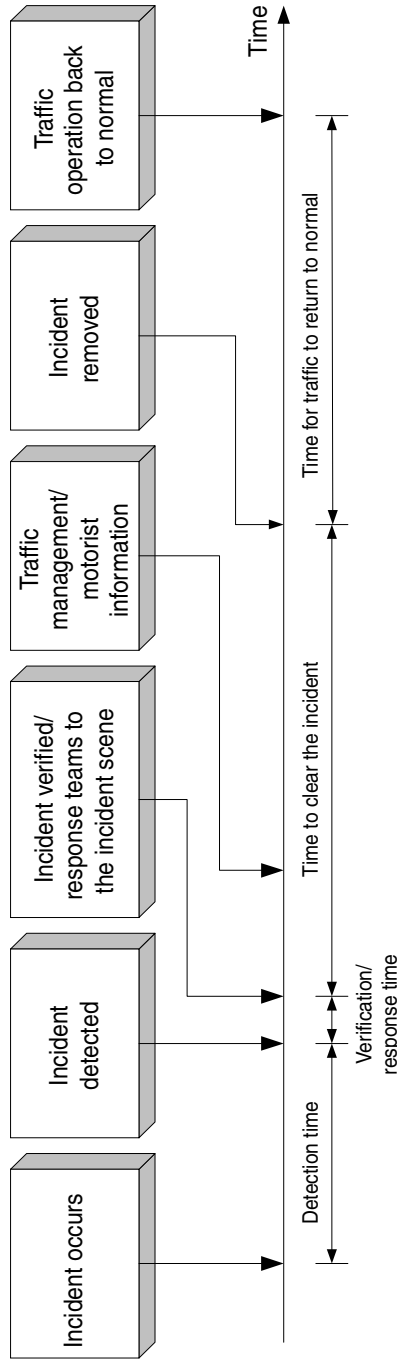 Incident occurs
Incident
detected
Incident verified/
response teams to
the incident scene
Traffic
management/
motorist
information
Incident
removed
Traffic
operation back
to normal
Time
Detection time
Verification/
response time
Time to clear the incident
Time for traffic to return to normal